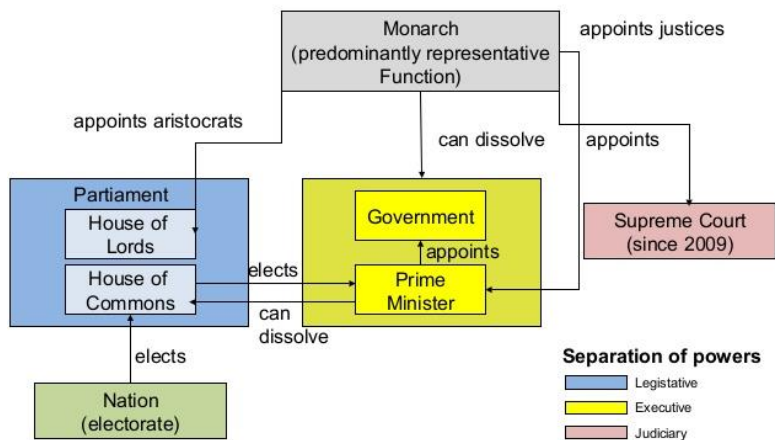 Monarch
(predominantly representative
Function)
appoints justices
appoints aristocrats
can dissolve
appoints
Partiament
House of
Lords
House of
Commons
Government
appoints
Prime
Minister
elects
can
dissolve
Supreme Court
(since 2009)
elects
Nation
(electorate)
Separation of powers
Legistative
Executive
Judiciary